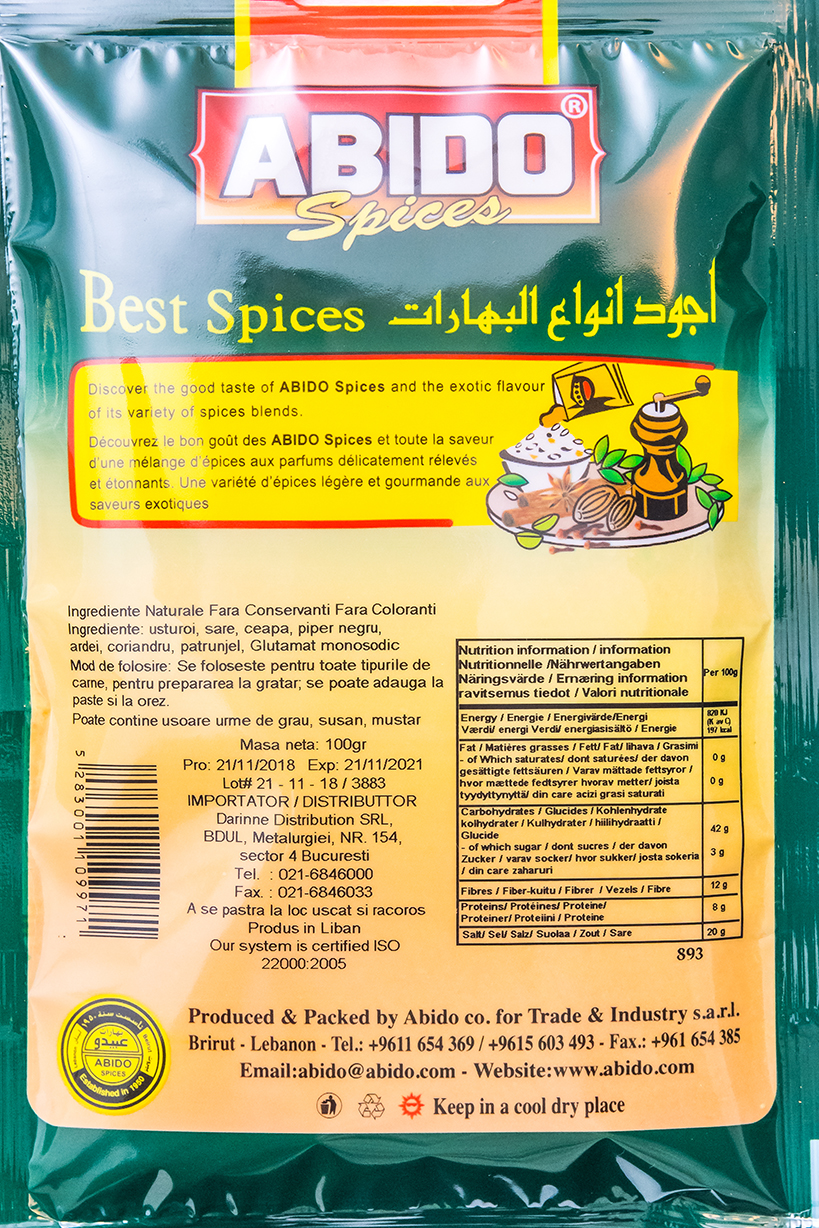 ABIDO®
Spices
Best Spices أجود انواع البهارات
Discover the good taste of ABIDO Spices and the exotic flavour
of its variety of spices blends.
Découvrez le bon goût des ABIDO Spices et toute la saveur
d'une mélange d'épices aux parfums délicatement rélevés
et étonnants. Une variété d'épices légère et gourmande aux
saveurs exotiques
Ingrediente Naturale Fara Conservanti Fara Coloranti
Ingrediente: usturoi, sare, ceapa, piper negru,
ardei, coriandru, patrunjel, Glutamat monosodic
Mod de folosire: Se foloseste pentru toate tipurile de
carne, pentru prepararea la gratar; se poate adauga la
paste si la orez.
Poate contine usoare urme de grau, susan, mustar
Masa neta: 100gr
Pro: 21/11/2018 Exp: 21/11/2021
Lot# 21 - 11 - 18 / 3883
IMPORTATOR / DISTRIBUTTOR
Darinne Distribution SRL,
BDUL, Metalurgiei, NR. 154,
sector 4 Bucuresti
Tel. : 021-6846000
Fax. : 021-6846033
A se pastra la loc uscat si racoros
Produs in Liban
Our system is certified ISO
22000:2005
5 283001 109971
Nutrition information / information
Nutritionnelle /Nährwertangaben
Näringsvärde / Ernæring information
ravitsemus tiedot / Valori nutritionale
Per 100g
Energy / Energie / Energivärde/Energi
Værdi/ energi Verdi/ energiasisältö / Energie
820 KJ
(K av C)
197 kcal
Fat / Matières grasses / Fett/ Fat/ lihava / Grasimi
- of Which saturates/ dont saturées/ der davon
gesättigte fettsäuren / Varav mättade fettsyror /
hvor mættede fedtsyrer hvorav metter/ joista
tyydyttynyttä/ din care acizi grasi saturati
0 g
0 g
Carbohydrates / Glucides / Kohlenhydrate
kolhydrater / Kulhydrater / hiilihydraatti /
Glucide
- of which sugar / dont sucres / der davon
Zucker / varav socker/ hvor sukker/ josta sokeria
/ din care zaharuri
42 g
3 g
Fibres / Fiber-kuitu / Fibrer / Vezels / Fibre 12 g
Proteins/ Protéines/ Proteine/
Proteiner/ Proteiini / Proteine
8 g
Salt/ Sel/ Salz/ Suolaa / Zout / Sare 20 g
893
Produced & Packed by Abido co. for Trade & Industry s.a.r.l.
Brirut - Lebanon - Tel.: +9611 654 369 / +9615 603 493 - Fax.: +961 654 385
Email:abido@abido.com - Website:www.abido.com
Keep in a cool dry place
تأسست سنة ١٩٥٠
بهارات
عبيدو
ABIDO
SPICES
Established in 1950